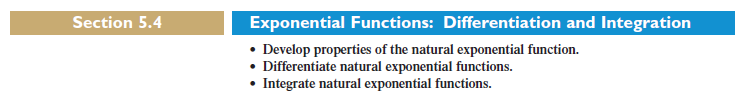 Section 5.4
Exponential Functions: Differentiation and Integration
• Develop properties of the natural exponential function.
• Differentiate natural exponential functions.
• Integrate natural exponential functions.